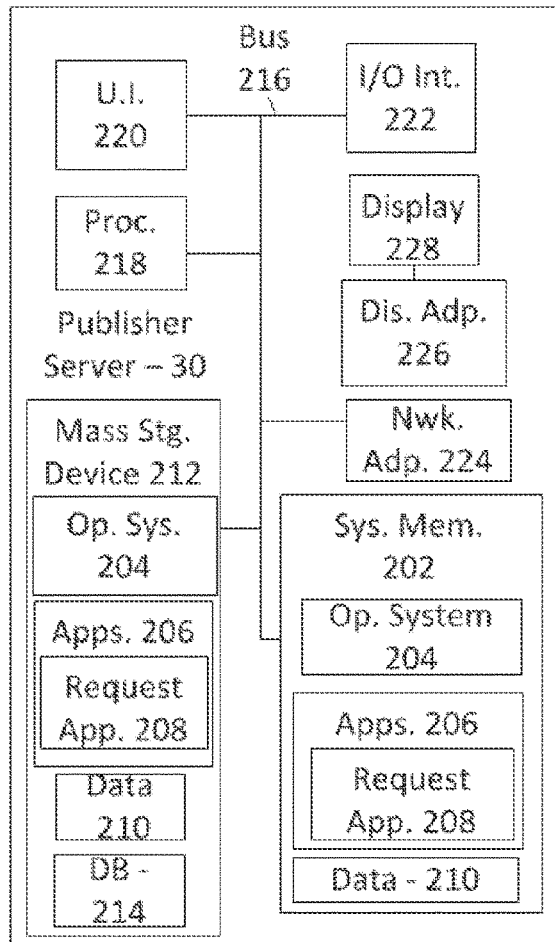 Bus
216
U.I.
220
I/O Int.
222
Proc.
218
Display
228
Dis. Adp.
226
Publisher
Server – 30
Nwk.
Adp. 224
Mass Stg.
Device 212
Op. Sys.
204
Apps. 206
Request
App. 208
Data
210
DB -
214
Sys. Mem.
202
Op. System
204
Apps. 206
Request
App. 208
Data - 210